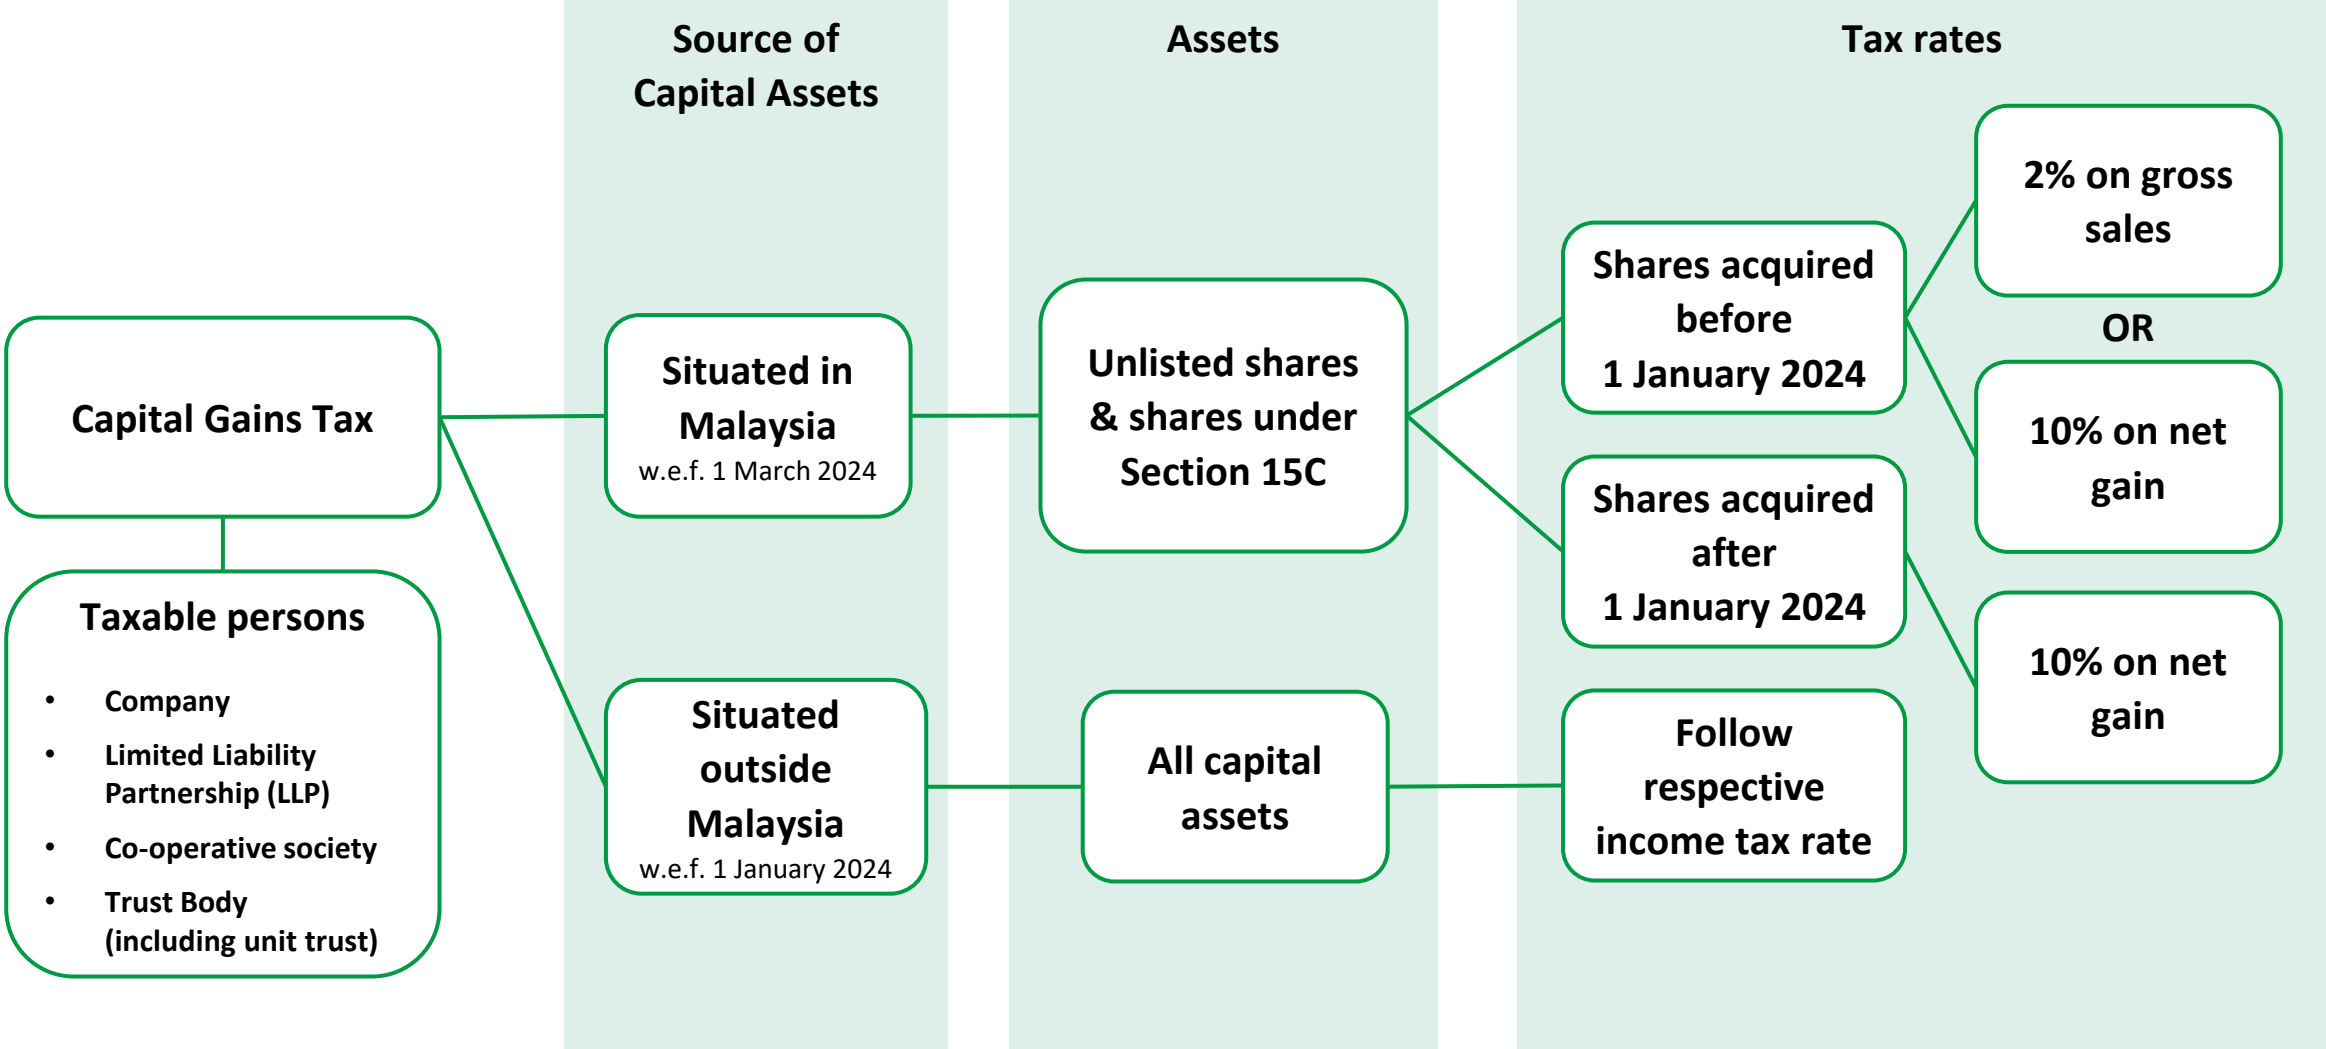 Source of
Capital Assets
Assets
Tax rates
Capital Gains Tax
Taxable persons
• Company
• Limited Liability
Partnership (LLP)
• Co-operative society
• Trust Body
(including unit trust)
Situated in
Malaysia
w.e.f. 1 March 2024
Situated
outside
Malaysia
w.e.f. 1 January 2024
Unlisted shares
& shares under
Section 15C
All capital
assets
Shares acquired
before
1 January 2024
Shares acquired
after
1 January 2024
Follow
respective
income tax rate
2% on gross
sales
OR
10% on net
gain
10% on net
gain